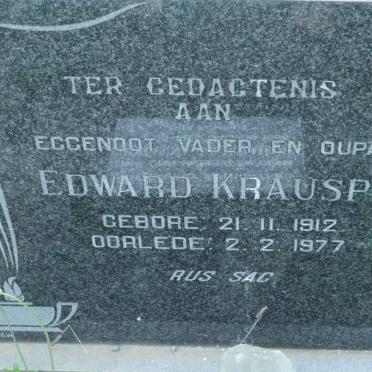 TER GEDAGTENIS
AAN
EGGENOOT, VADER, EN OUPA
EDWARD KRAUSP
GEBORE: 21. 11. 1912
OORLEDE: 2. 2. 1977
RUS SAG